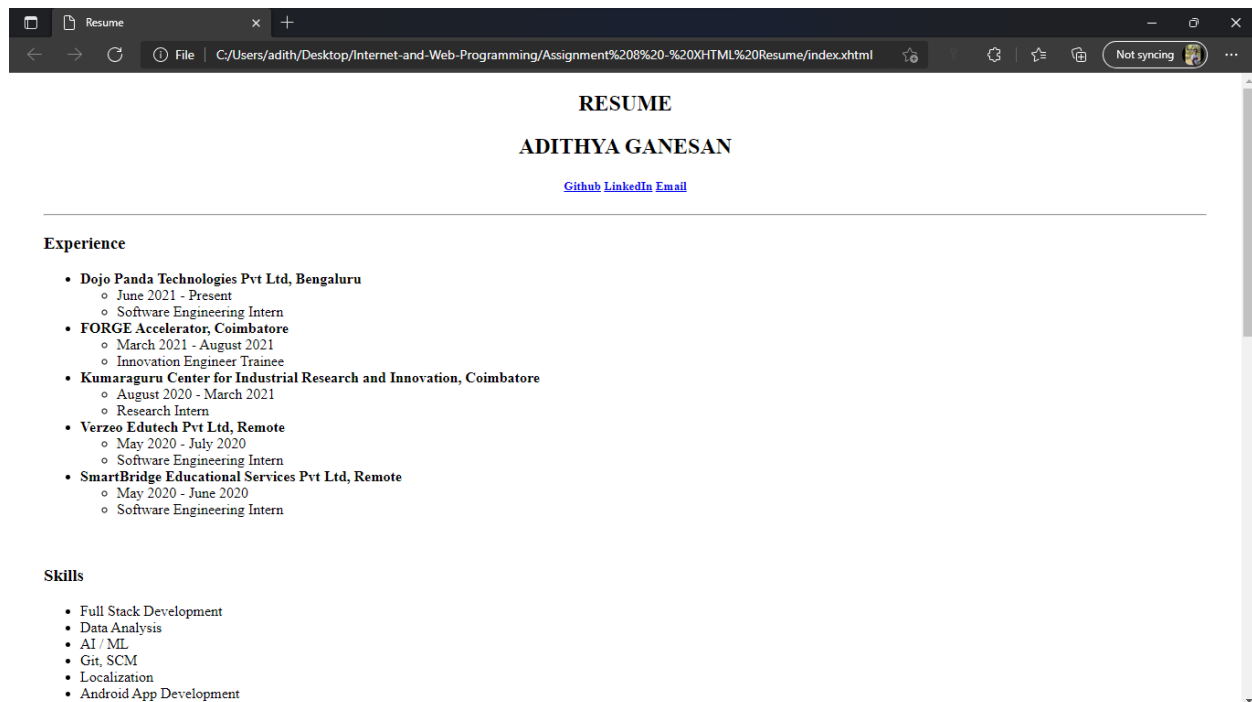 Resume
File C:/Users/adith/Desktop/Internet-and-Web-Programming/Assignment%208%20-%20XHTML%20Resume/index.xhtml Not syncing
RESUME
ADITHYA GANESAN
Github LinkedIn Email
Experience
Dojo Panda Technologies Pvt Ltd, Bengaluru
June 2021 - Present
Software Engineering Intern
FORGE Accelerator, Coimbatore
March 2021 - August 2021
Innovation Engineer Trainee
Kumaraguru Center for Industrial Research and Innovation, Coimbatore
August 2020 - March 2021
Research Intern
Verzeo Edutech Pvt Ltd, Remote
May 2020 - July 2020
Software Engineering Intern
SmartBridge Educational Services Pvt Ltd, Remote
May 2020 - June 2020
Software Engineering Intern
Skills
Full Stack Development
Data Analysis
AI / ML
Git, SCM
Localization
Android App Development